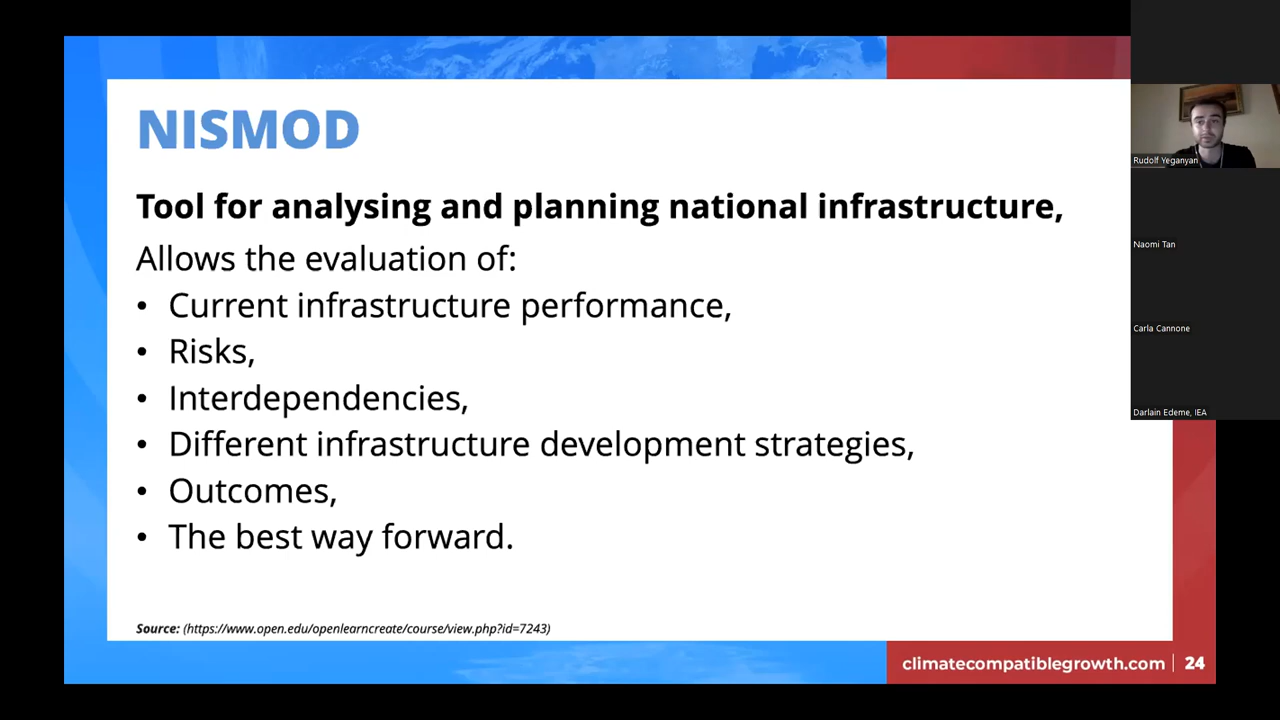 NISMOD
Tool for analysing and planning national infrastructure,
Allows the evaluation of:
• Current infrastructure performance,
• Risks,
• Interdependencies,
• Different infrastructure development strategies,
• Outcomes,
• The best way forward.
Source: (https://www.open.edu/openlearncreate/course/view.php?id=7243)
climatecompatiblegrowth.com | 24
Rudolf Yeganyan
Naomi Tan
Carla Cannone
Darlain Edeme, IEA